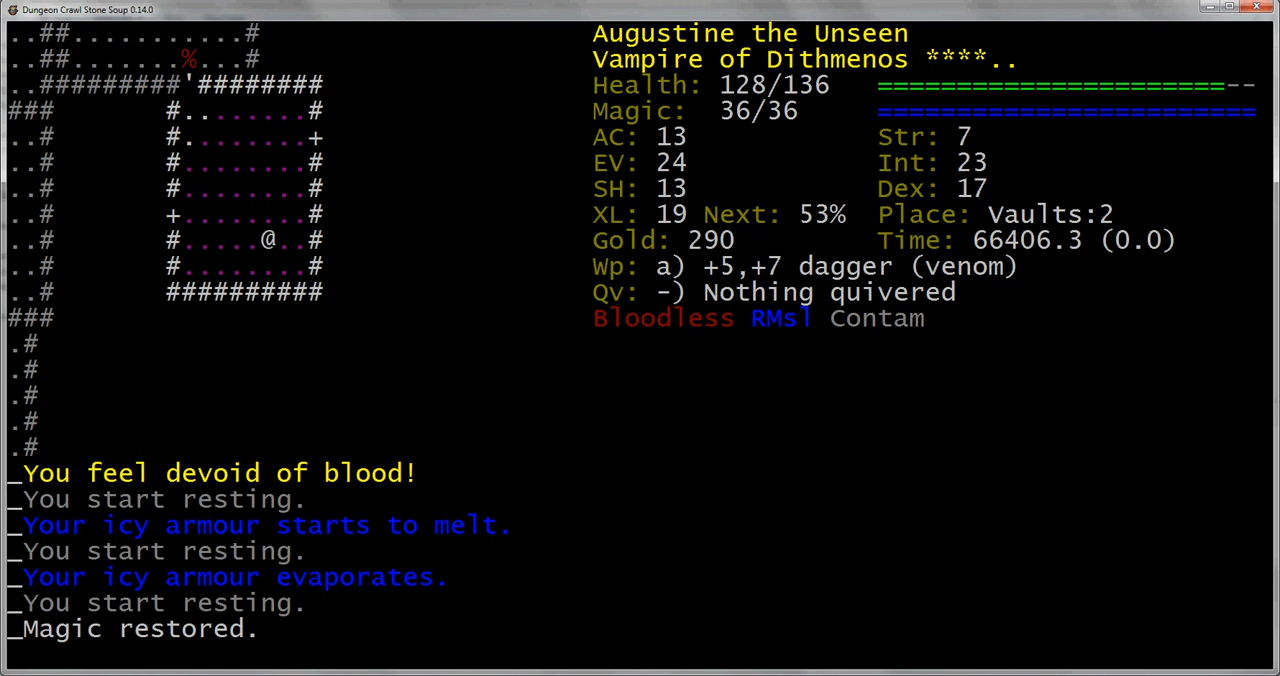 Dungeon Crawl Stone Soup 0.14.0
..##...........# Augustine the Unseen
..##.......%...# Vampire of Dithmenos ****..
..#########'######## Health: 128/136 ======================--
### #........# Magic: 36/36 ========================
..# #........+ AC: 13 Str: 7
..# #........# EV: 24 Int: 23
..# #........# SH: 13 Dex: 17
..# +........# XL: 19 Next: 53% Place: Vaults:2
..# #.....@..# Gold: 290 Time: 66406.3 (0.0)
..# #........# Wp: a) +5,+7 dagger (venom)
..# ########## Qv: -) Nothing quivered
### Bloodless RMsl Contam
.#
.#
.#
.#
.#
_You feel devoid of blood!
_You start resting.
_Your icy armour starts to melt.
_You start resting.
_Your icy armour evaporates.
_You start resting.
_Magic restored.